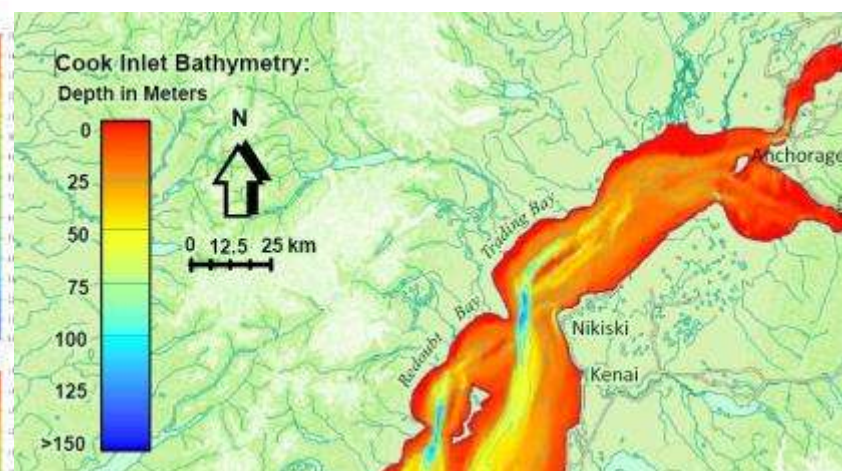 Cook Inlet Bathymetry:
Depth in Meters
0
25
50
75
100
125
>150
N
0 12.5 25 km
Trading Bay
Redoubt Bay
Anchorage
Nikiski
Kenai